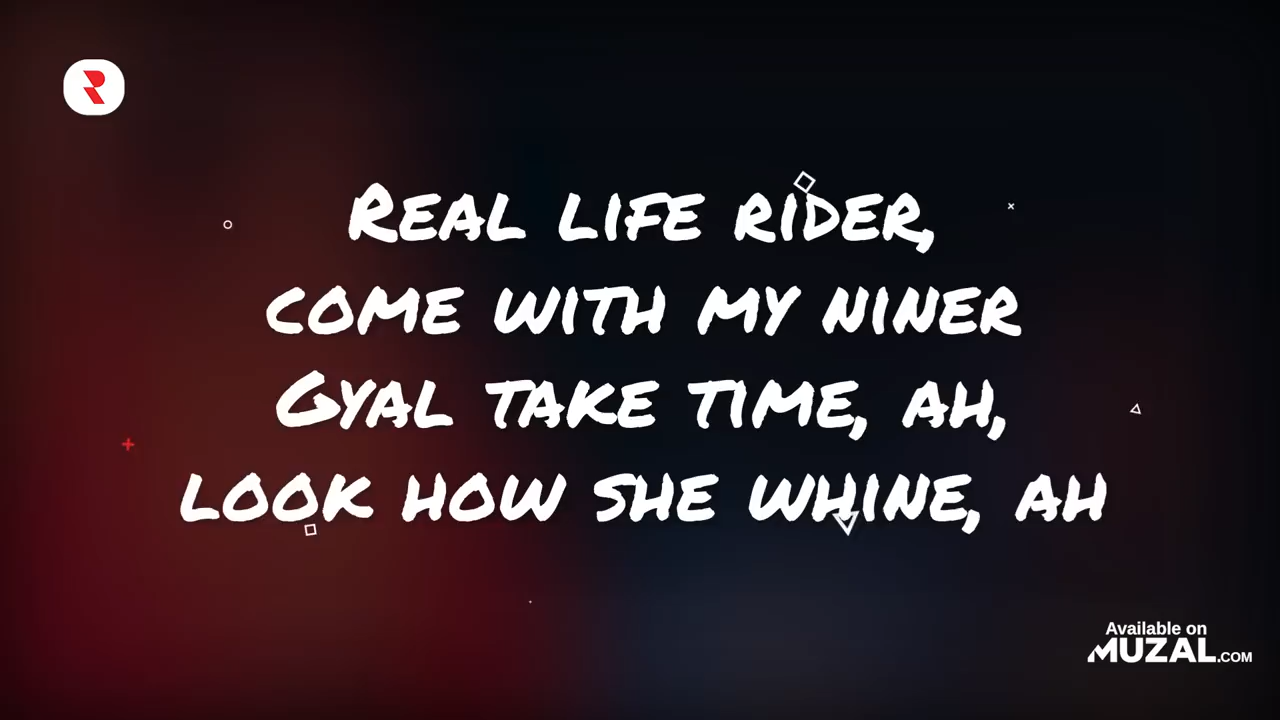 R
Real life rider,
come with my niner
Gyal take time, ah,
look how she whine, ah
Available on
MUZAL.COM